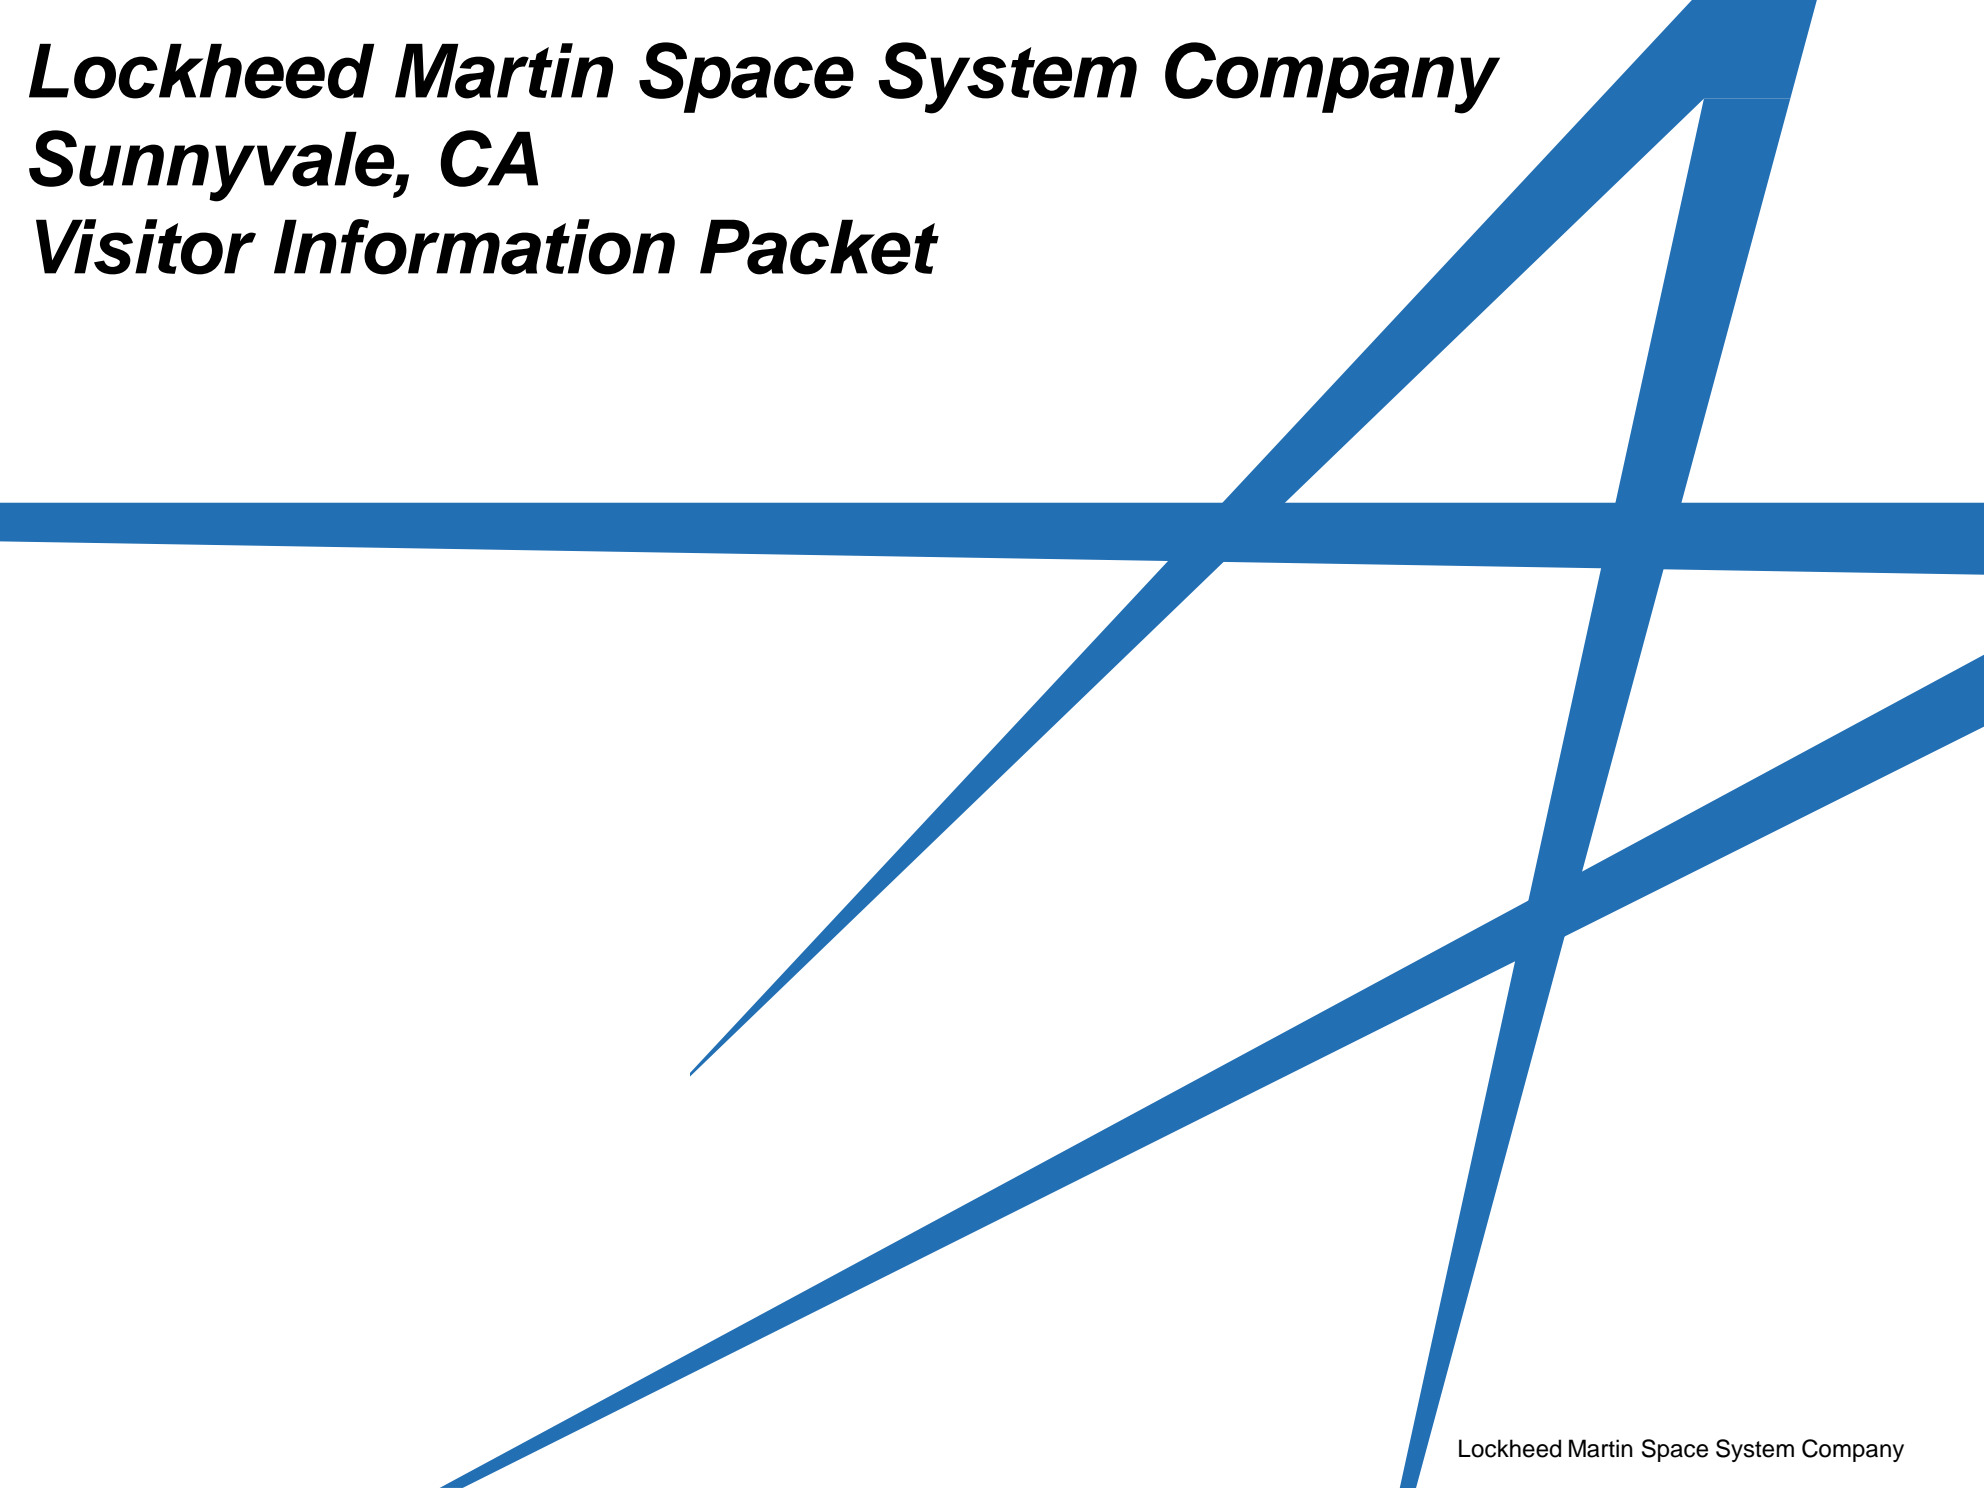 Lockheed Martin Space System Company
Sunnyvale, CA
Visitor Information Packet
Lockheed Martin Space System Company